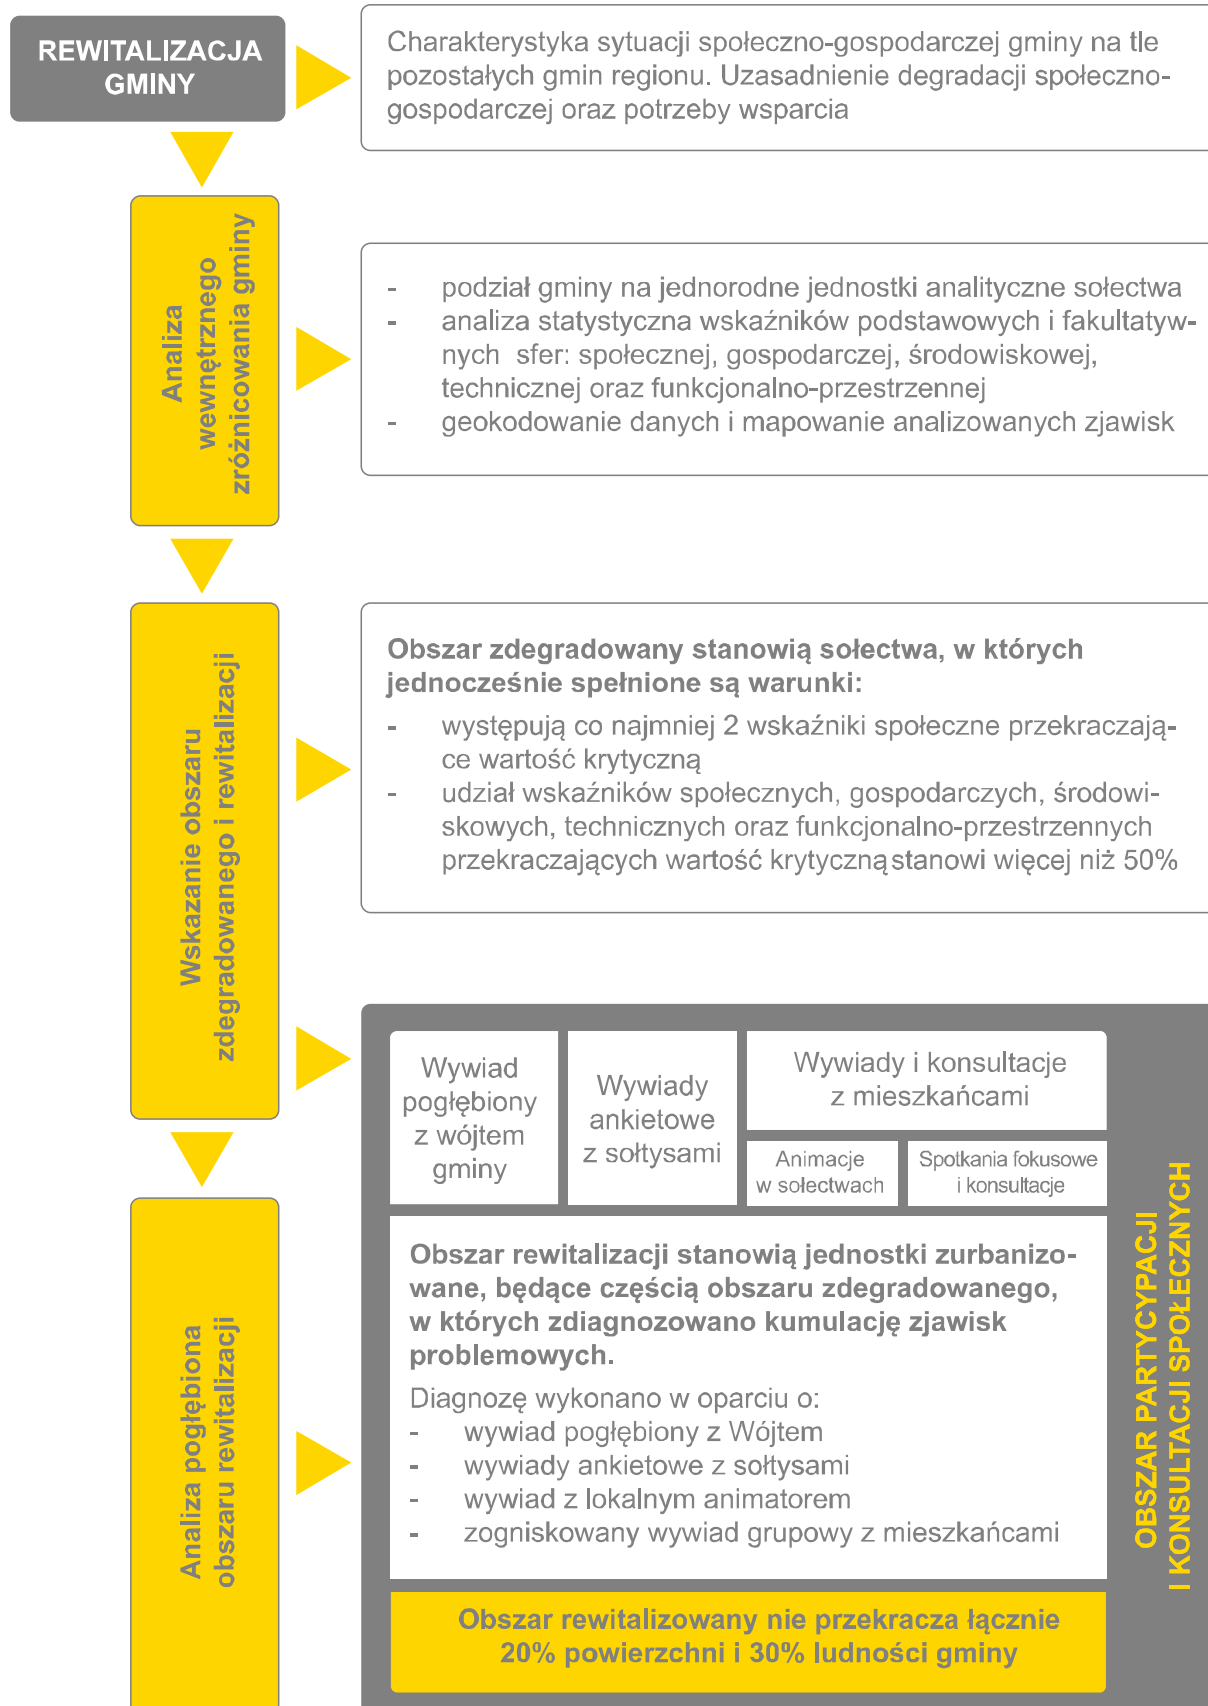 REWITALIZACJA
GMINY
Charakterystyka sytuacji społeczno-gospodarczej gminy na tle
pozostałych gmin regionu. Uzasadnienie degradacji społeczno-
gospodarczej oraz potrzeby wsparcia
Analiza
wewnętrznego
zróżnicowania gminy
- podział gminy na jednorodne jednostki analityczne sołectwa
- analiza statystyczna wskaźników podstawowych i fakultatyw-
nych sfer: społecznej, gospodarczej, środowiskowej,
technicznej oraz funkcjonalno-przestrzennej
- geokodowanie danych i mapowanie analizowanych zjawisk
Wskazanie obszaru
zdegradowanego i rewitalizacji
Obszar zdegradowany stanowią sołectwa, w których
jednocześnie spełnione są warunki:
- występują co najmniej 2 wskaźniki społeczne przekraczają-
ce wartość krytyczną
- udział wskaźników społecznych, gospodarczych, środowi-
skowych, technicznych oraz funkcjonalno-przestrzennych
przekraczających wartość krytyczną stanowi więcej niż 50%
Wywiad
pogłębiony
z wójtem
gminy
Wywiady
ankietowe
z sołtysami
Wywiady i konsultacje
z mieszkańcami
Animacje
w sołectwach
Spotkania fokusowe
i konsultacje
Analiza pogłębiona
obszaru rewitalizacji
Obszar rewitalizacji stanowią jednostki zurbanizo-
wane, będące częścią obszaru zdegradowanego,
w których zdiagnozowano kumulację zjawisk
problemowych.
Diagnozę wykonano w oparciu o:
- wywiad pogłębiony z Wójtem
- wywiady ankietowe z sołtysami
- wywiad z lokalnym animatorem
- zogniskowany wywiad grupowy z mieszkańcami
Obszar rewitalizowany nie przekracza łącznie
20% powierzchni i 30% ludności gminy
OBSZAR PARTYCYPACJI
I KONSULTACJI SPOŁECZNYCH